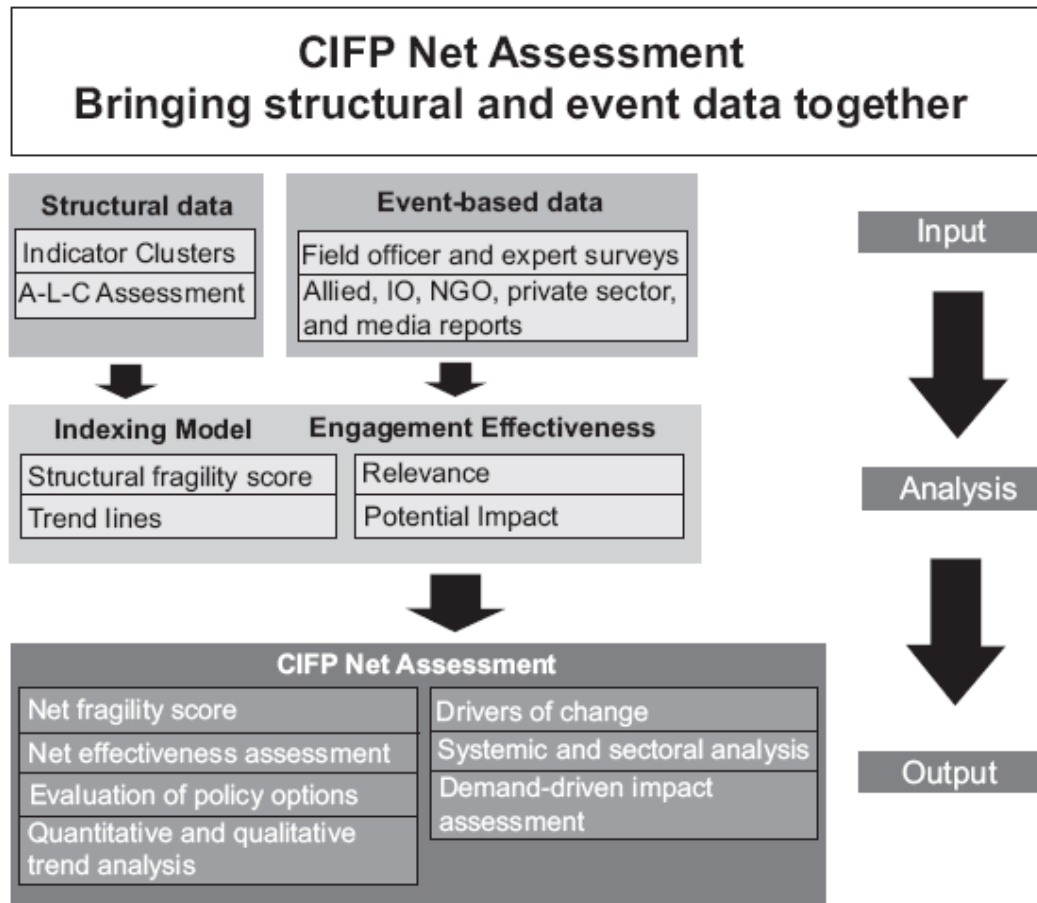 CIFP Net Assessment
Bringing structural and event data together
Structural data
Indicator Clusters
A-L-C Assessment
Event-based data
Field officer and expert surveys
Allied, IO, NGO, private sector,
and media reports
Input
Indexing Model
Structural fragility score
Trend lines
Engagement Effectiveness
Relevance
Potential Impact
Analysis
CIFP Net Assessment
Net fragility score
Net effectiveness assessment
Evaluation of policy options
Quantitative and qualitative
trend analysis
Drivers of change
Systemic and sectoral analysis
Demand-driven impact
assessment
Output